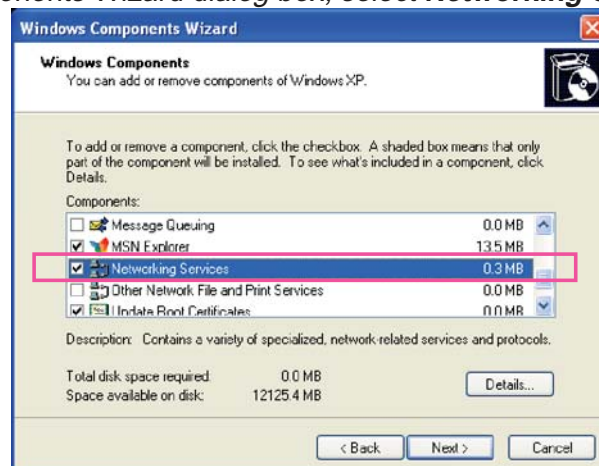 Windows Components Wizard
Windows Components
You can add or remove components of Windows XP.
To add or remove a component, click the checkbox. A shaded box means that only
part of the component will be installed. To see what's included in a component, click
Details.
Components:
Message Queuing 0.0 MB
MSN Explorer 13.5 MB
Networking Services 0.3 MB
Other Network File and Print Services 0.0 MB
Update Root Certificates 0.0 MB
Description: Contains a variety of specialized, network-related services and protocols.
Total disk space required: 0.0 MB
Space available on disk: 12125.4 MB
Details...
< Back Next > Cancel